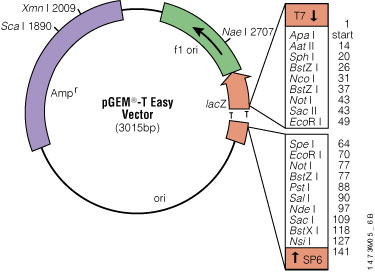 T7 ↓
1
start
Xmn I 2009
Sca I 1890
Nae I 2707
f1 ori
Amp r
pGEM®-T Easy
Vector
(3015bp)
lacZ
T T
ori
Apa I 14
Aat II 20
Sph I 26
BstZ I 31
Nco I 37
BstZ I 43
Not I 43
Sac II 49
EcoR I 52
Spe I 64
EcoR I 70
Not I 77
BstZ I 77
Pst I 88
Sal I 90
Nde I 97
Sac I 109
BstX I 118
Nsi I 127
141
↑ SP6
1473W05_6B